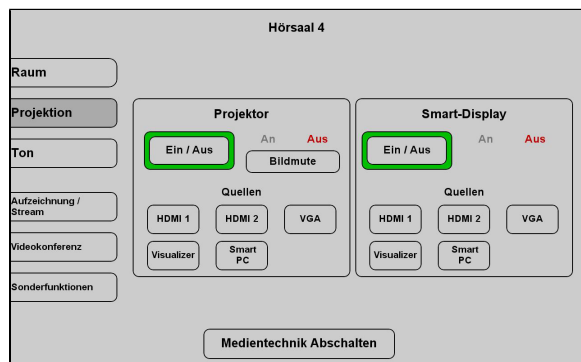 Hörsaal 4
Raum
Projektion
Ton
Aufzeichnung /
Stream
Videokonferenz
Sonderfunktionen
Projektor
Ein / Aus
An Aus
Bildmute
Quellen
HDMI 1 HDMI 2 VGA
Visualizer
Smart
PC
Smart-Display
Ein / Aus
An Aus
Quellen
HDMI 1 HDMI 2 VGA
Visualizer
Smart
PC
Medientechnik Abschalten